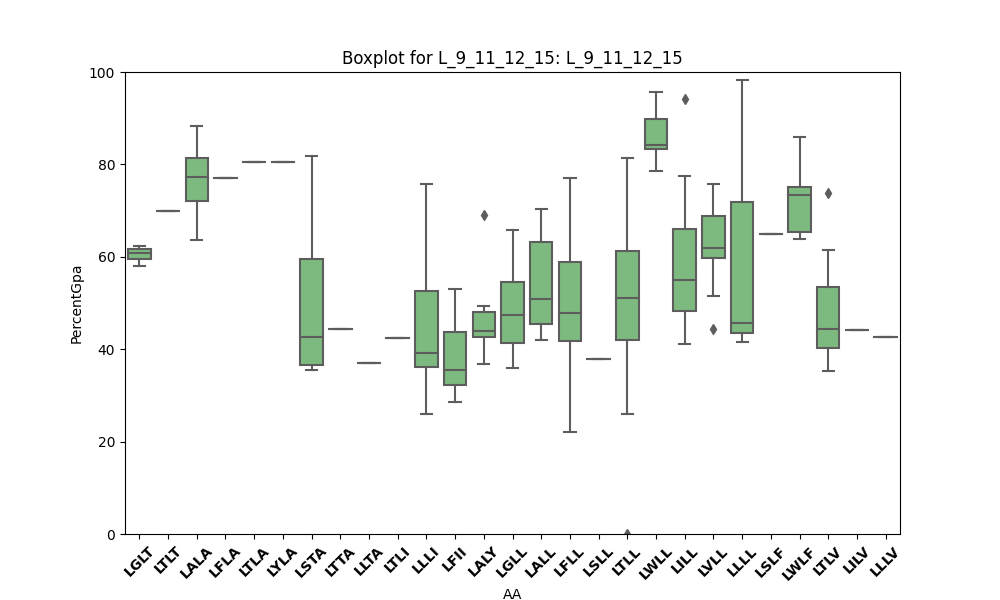 Boxplot for L_9_11_12_15: L_9_11_12_15
PercentGpa
100
80
60
40
20
0
LGLT LTLT LALA LFLA LTLA LYLA LSTA LTTA LLTA LTLI LLLI LFII LALY LGLL LALL LFLL LSLL LTLL LWLL LILL LVLL LLLL LSLF LWLF LTLV LILV LLLV
AA